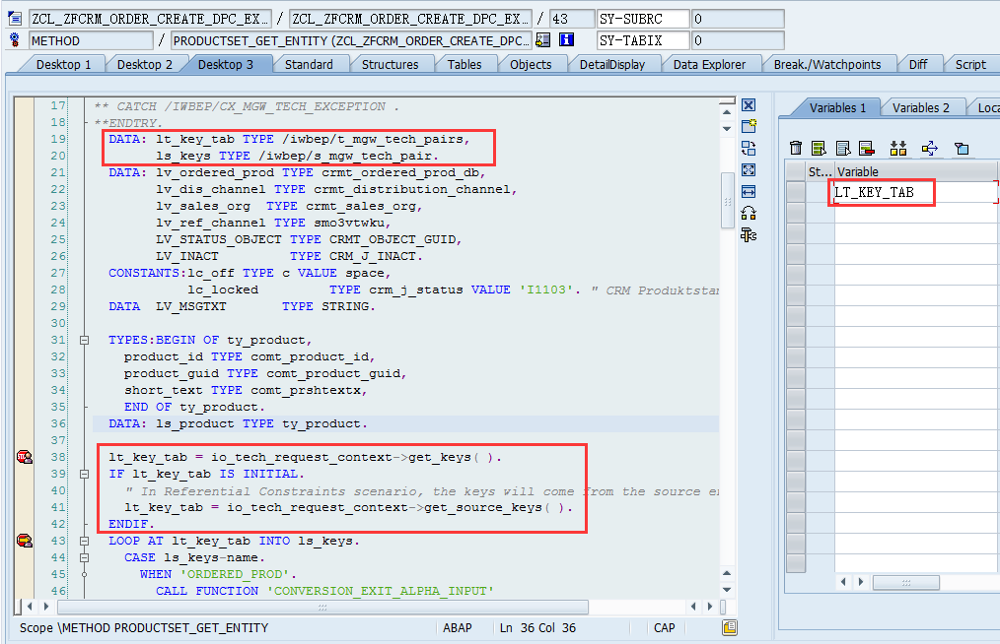 ZCL_ZFCRM_ORDER_CREATE_DPC_EX… / ZCL_ZFCRM_ORDER_CREATE_DPC_EX… / 43 SY-SUBRC 0
METHOD / PRODUCTSET_GET_ENTITY (ZCL_ZFCRM_ORDER_CREATE_DPC… SY-TABIX 0
Desktop 1 Desktop 2 Desktop 3 Standard Structures Tables Objects DetailDisplay Data Explorer Break./Watchpoints Diff Script
Variables 1 Variables 2 Loca
St... Variable
LT_KEY_TAB
17 ** CATCH /IWBEP/CX_MGW_TECH_EXCEPTION .
18 **ENDTRY.
19 DATA: lt_key_tab TYPE /iwbep/t_mgw_tech_pairs,
20 ls_keys TYPE /iwbep/s_mgw_tech_pair.
21 DATA: lv_ordered_prod TYPE crmt_ordered_prod_db,
22 lv_dis_channel TYPE crmt_distribution_channel,
23 lv_sales_org TYPE crmt_sales_org,
24 lv_ref_channel TYPE smo3vtwku,
25 LV_STATUS_OBJECT TYPE CRMT_OBJECT_GUID,
26 LV_INACT TYPE CRM_J_INACT.
27 CONSTANTS:lc_off TYPE c VALUE space,
28 lc_locked TYPE crm_j_status VALUE 'I1103'. " CRM Produktstan
29 DATA LV_MSGTXT TYPE STRING.
30
31 TYPES:BEGIN OF ty_product,
32 product_id TYPE comt_product_id,
33 product_guid TYPE comt_product_guid,
34 short_text TYPE comt_prshtextx,
35 END OF ty_product.
36 DATA: ls_product TYPE ty_product.
37
38 lt_key_tab = io_tech_request_context->get_keys( ).
39 IF lt_key_tab IS INITIAL.
40 " In Referential Constraints scenario, the keys will come from the source en
41 lt_key_tab = io_tech_request_context->get_source_keys( ).
42 ENDIF.
43 LOOP AT lt_key_tab INTO ls_keys.
44 CASE ls_keys-name.
45 WHEN 'ORDERED_PROD'.
46 CALL FUNCTION 'CONVERSION_EXIT_ALPHA_INPUT'
Scope \METHOD PRODUCTSET_GET_ENTITY ABAP Ln 36 Col 36 CAP